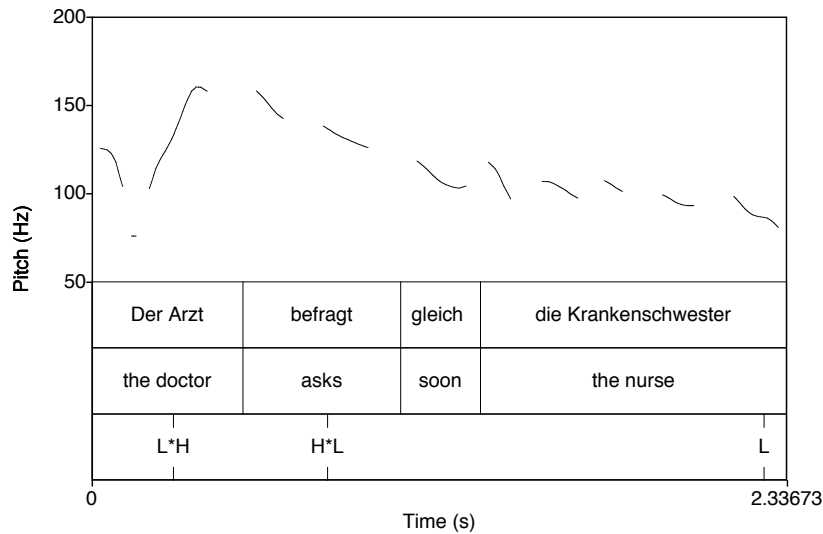 200
150
100
50
Pitch (Hz)
Der Arzt befragt gleich die Krankenschwester
the doctor asks soon the nurse
L*H H*L L
0 2.33673
Time (s)